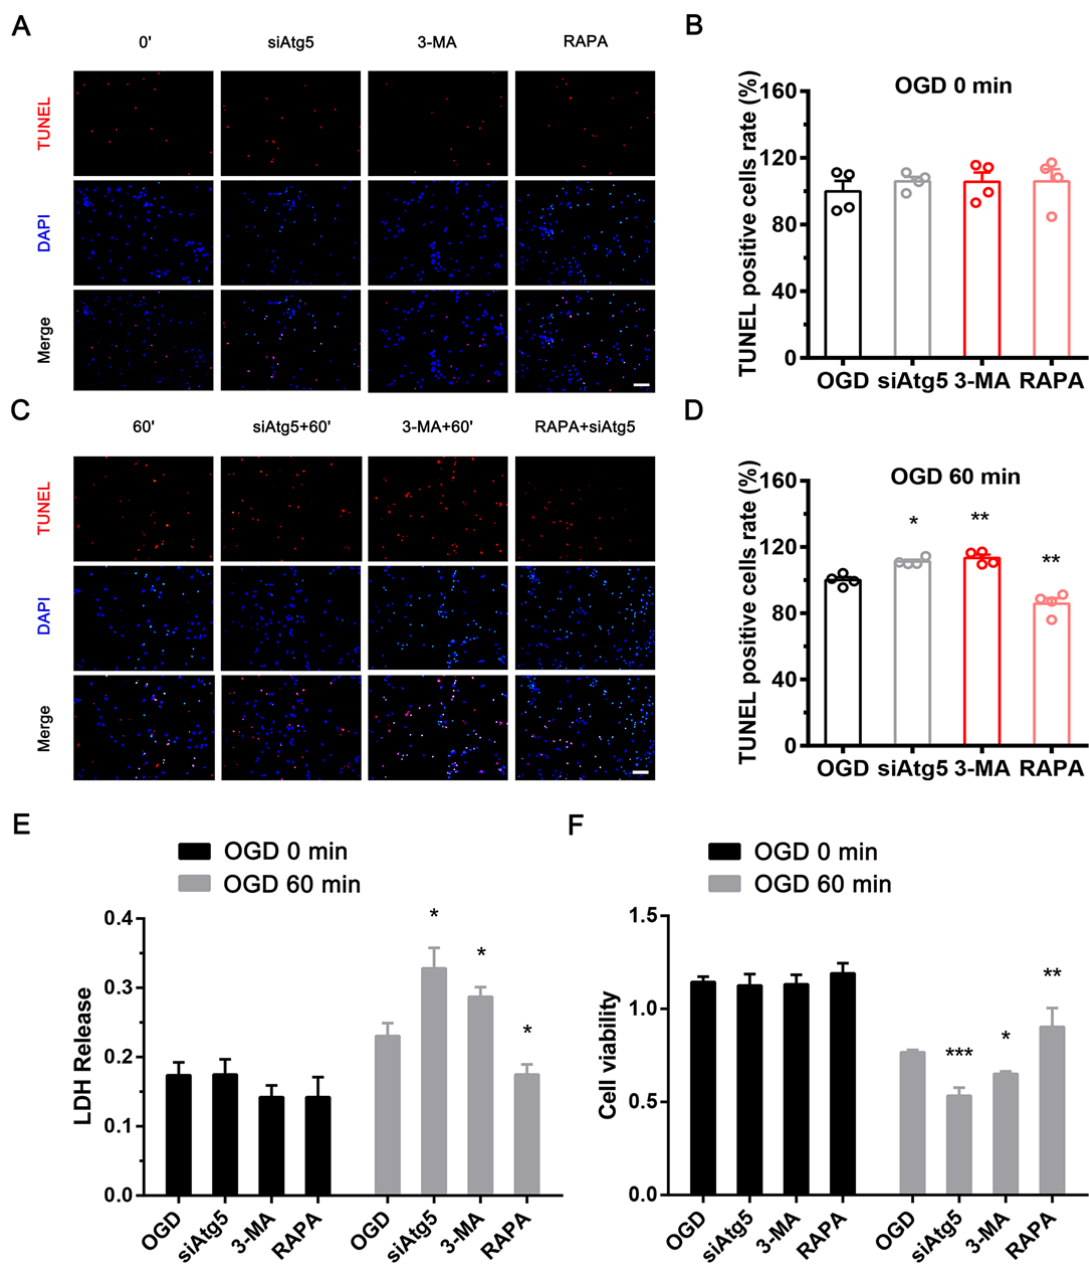 A
0' siAtg5 3-MA RAPA
TUNEL
DAPI
Merge
B
OGD 0 min
TUNEL positive cells rate (%)
160
120
80
40
0
OGD siAtg5 3-MA RAPA
C
60' siAtg5+60' 3-MA+60' RAPA+siAtg5
TUNEL
DAPI
Merge
D
OGD 60 min
TUNEL positive cells rate (%)
160
120
80
40
0
* ** **
OGD siAtg5 3-MA RAPA
E
OGD 0 min
OGD 60 min
LDH Release
0.4
0.3
0.2
0.1
0.0
* * *
OGD siAtg5 3-MA RAPA OGD siAtg5 3-MA RAPA
F
OGD 0 min
OGD 60 min
Cell viability
1.5
1.0
0.5
0.0
*** * **
OGD siAtg5 3-MA RAPA OGD siAtg5 3-MA RAPA